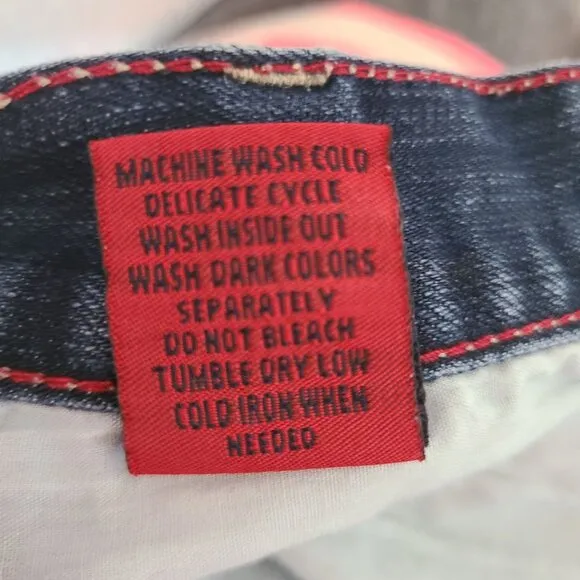 MACHINE WASH COLD
DELICATE CYCLE
WASH INSIDE OUT
WASH DARK COLORS
SEPARATELY
DO NOT BLEACH
TUMBLE DRY LOW
COLD IRON WHEN
NEEDED